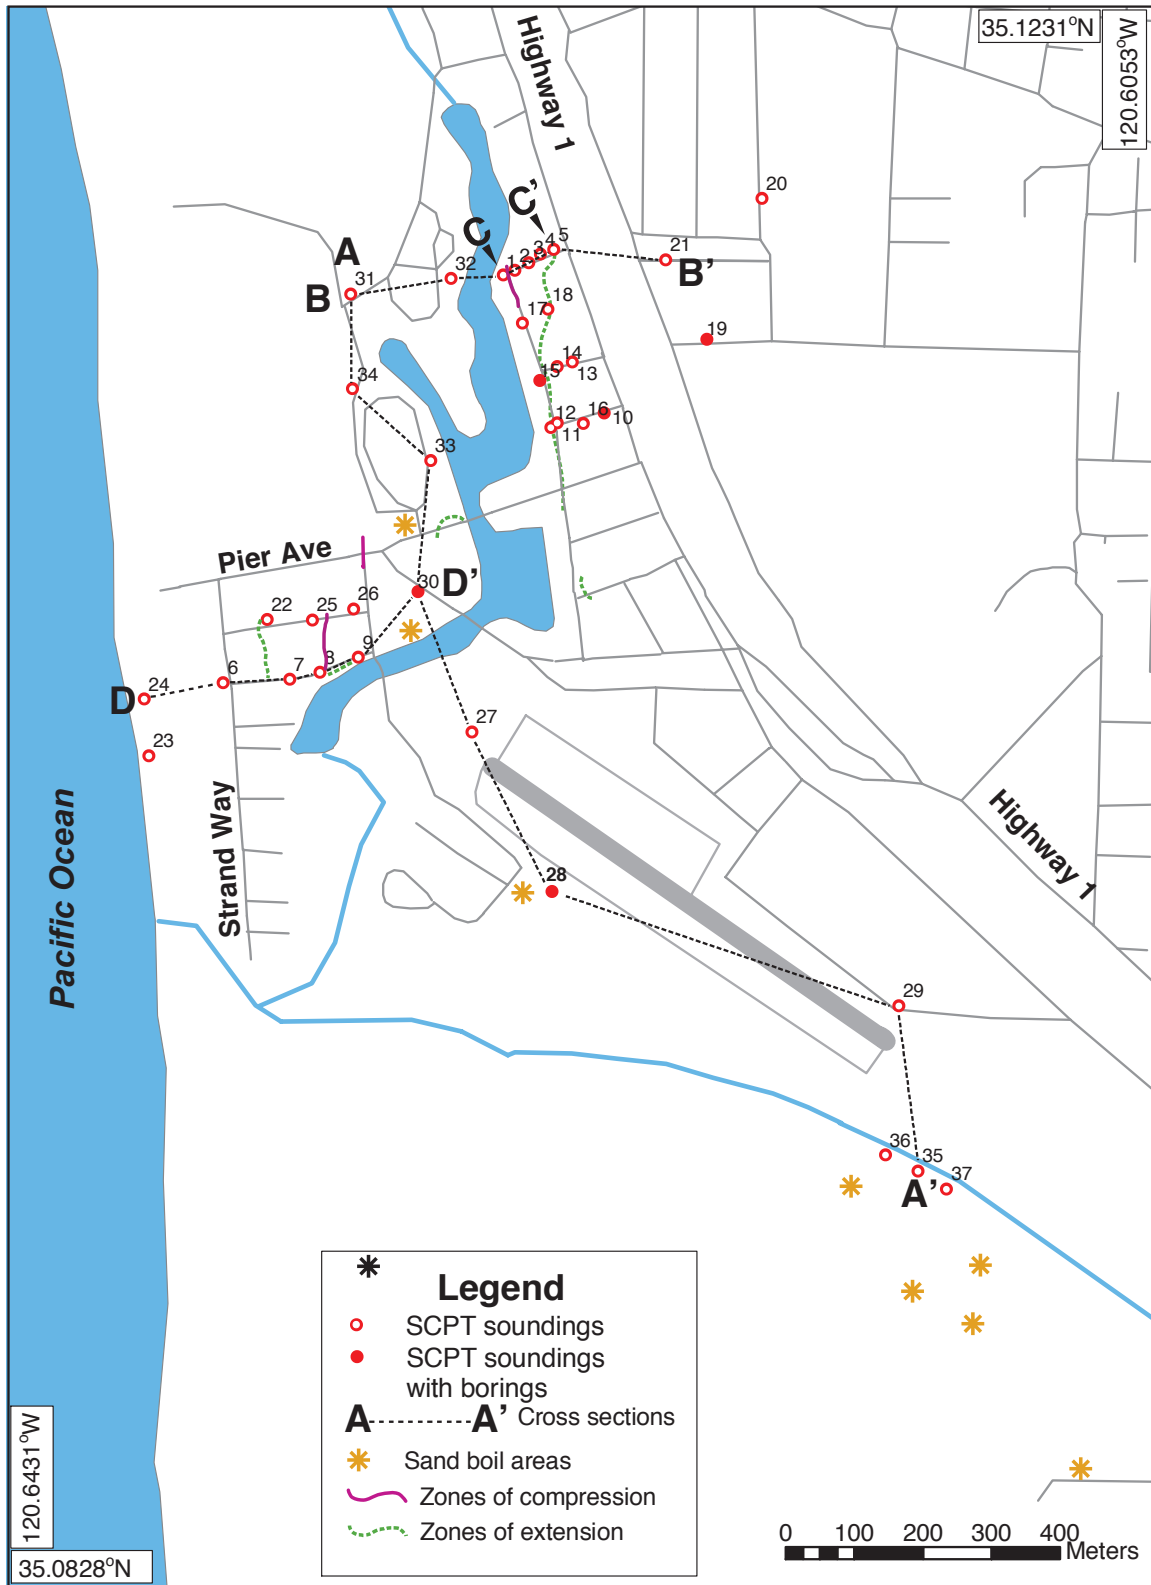 35.1231°N
120.6053°W
Highway 1
20
C'
C
1
2
3
4
5
21
B'
A
31
B
32
17
18
19
14
13
15
34
12
16
10
11
33
Pier Ave
30
D'
22
25
26
9
8
7
6
24
D
23
27
Strand Way
Pacific Ocean
Highway 1
28
29
36
35
A'
37
Legend
SCPT soundings
SCPT soundings
with borings
A A' Cross sections
Sand boil areas
Zones of compression
Zones of extension
0 100 200 300 400
Meters
120.6431°W
35.0828°N